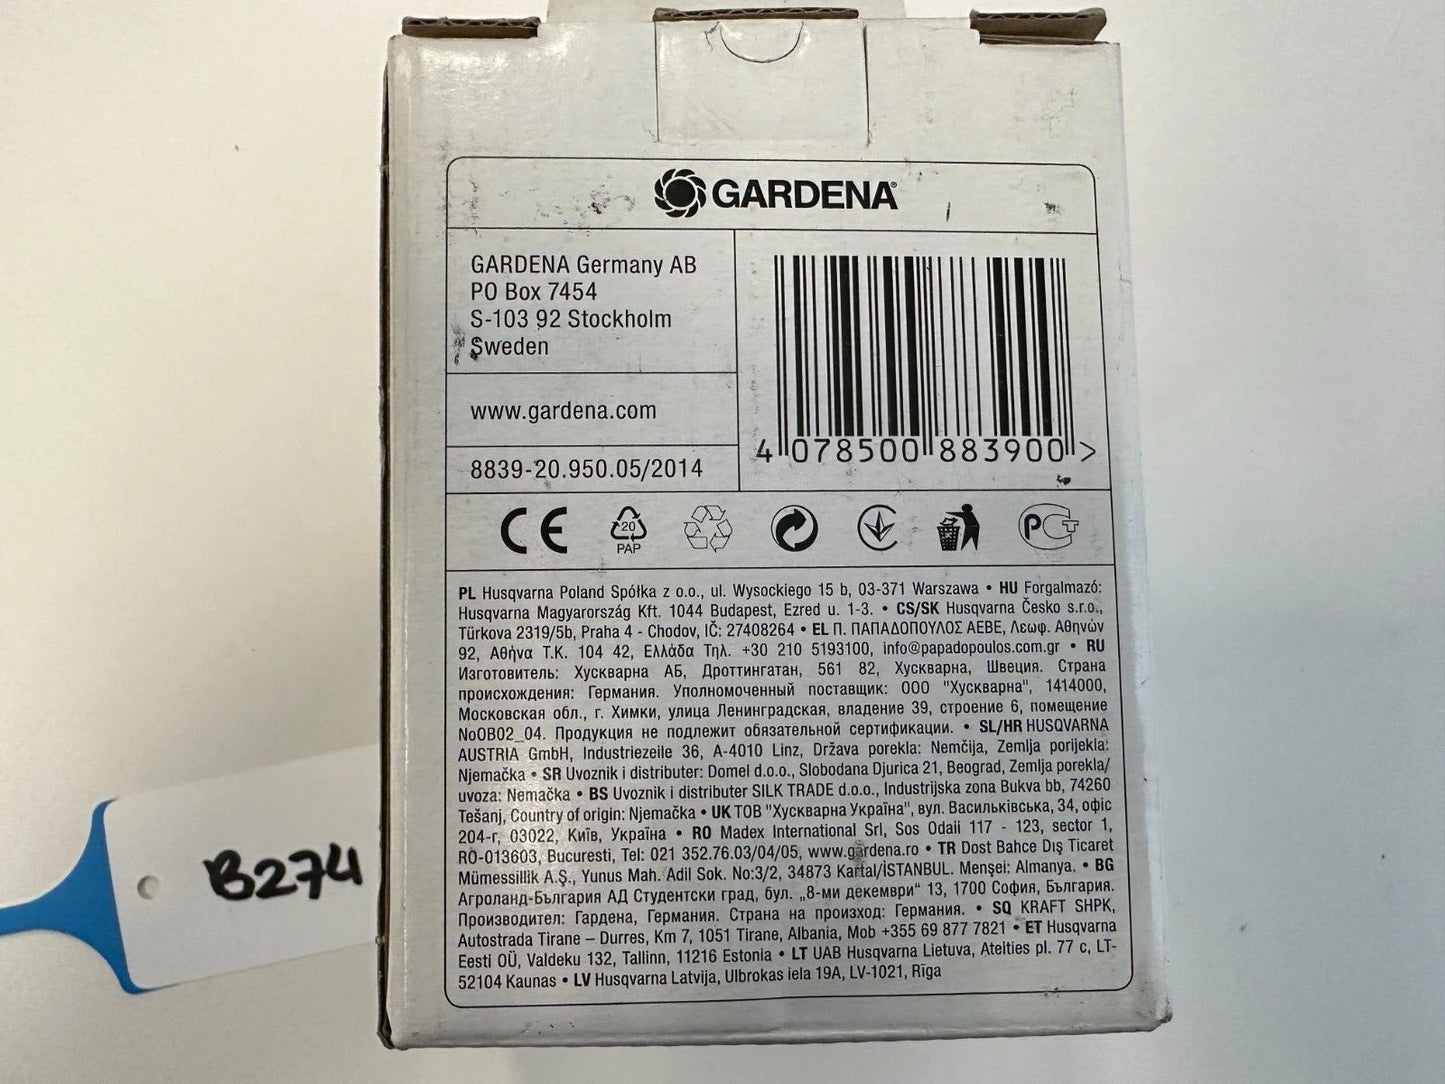 GARDENA®
GARDENA Germany AB
PO Box 7454
S-103 92 Stockholm
Sweden
www.gardena.com
8839-20.950.05/2014
4 078500 883900 >
CE
20
PAP
РСТ
PL Husqvarna Poland Spółka z o.o., ul. Wysockiego 15 b, 03-371 Warszawa • HU Forgalmazó:
Husqvarna Magyarország Kft. 1044 Budapest, Ezred u. 1-3. • CS/SK Husqvarna Česko s.r.o.,
Türkova 2319/5b, Praha 4 - Chodov, IČ: 27408264 • EL Π. ΠΑΠΑΔΟΠΟΥΛΟΣ ΑΕΒΕ, Λεωφ. Αθηνών
92, Αθήνα Τ.Κ. 104 42, Ελλάδα Τηλ. +30 210 5193100, info@papadopoulos.com.gr • RU
Изготовитель: Хускварна АБ, Дроттингатан, 561 82, Хускварна, Швеция. Страна
происхождения: Германия. Уполномоченный поставщик: ООО "Хускварна", 1414000,
Московская обл., г. Химки, улица Ленинградская, владение 39, строение 6, помещение
№OB02_04. Продукция не подлежит обязательной сертификации. • SL/HR HUSQVARNA
AUSTRIA GmbH, Industriezeile 36, A-4010 Linz, Država porekla: Nemčija, Zemlja porijekla:
Njemačka • SR Uvoznik i distributer: Domel d.o.o., Slobodana Djurica 21, Beograd, Zemlja porekla/
uvoza: Nemačka • BS Uvoznik i distributer SILK TRADE d.o.o., Industrijska zona Bukva bb, 74260
Tešanj, Country of origin: Njemačka • UK ТОВ "Хускварна Україна", вул. Васильківська, 34, офіс
204-г, 03022, Київ, Україна • RO Madex International Srl, Sos Odaii 117 - 123, sector 1,
RO-013603, Bucuresti, Tel: 021 352.76.03/04/05, www.gardena.ro • TR Dost Bahce Dış Ticaret
Mümessillik A.Ş., Yunus Mah. Adil Sok. No:3/2, 34873 Kartal/İSTANBUL. Menşei: Almanya. • BG
Агроланд-България АД Студентски град, бул. „8-ми декември“ 13, 1700 София, България.
Производител: Гардена, Германия. Страна на произход: Германия. • SQ KRAFT SHPK,
Autostrada Tirane – Durres, Km 7, 1051 Tirane, Albania, Mob +355 69 877 7821 • ET Husqvarna
Eesti OÜ, Valdeku 132, Tallinn, 11216 Estonia • LT UAB Husqvarna Lietuva, Ateities pl. 77 c, LT-
52104 Kaunas • LV Husqvarna Latvija, Ulbrokas iela 19A, LV-1021, Rīga
B274